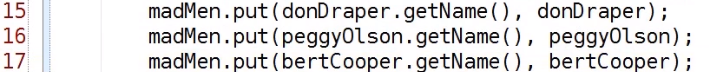 15 madMen.put(donDraper.getName(), donDraper);
16 madMen.put(peggyOlson.getName(), peggyOlson);
17 madMen.put(bertCooper.getName(), bertCooper);